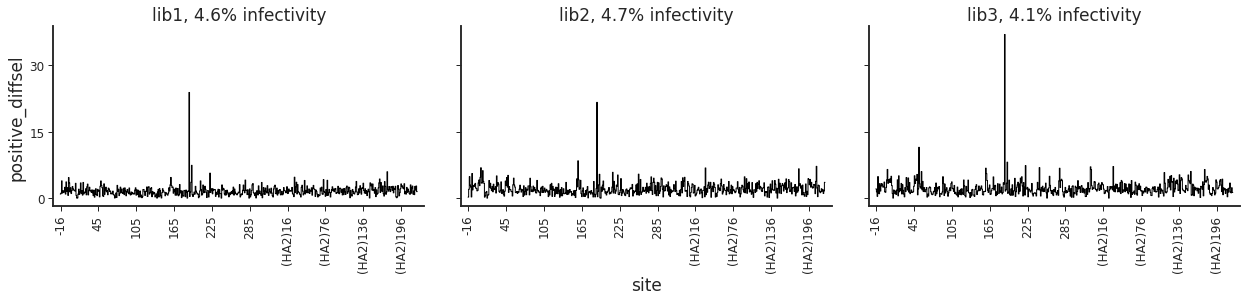 lib1, 4.6% infectivity
lib2, 4.7% infectivity
lib3, 4.1% infectivity
positive_diffsel
30
15
0
-16 45 105 165 225 285 (HA2)16 (HA2)76 (HA2)136 (HA2)196
-16 45 105 165 225 285 (HA2)16 (HA2)76 (HA2)136 (HA2)196
-16 45 105 165 225 285 (HA2)16 (HA2)76 (HA2)136 (HA2)196
site